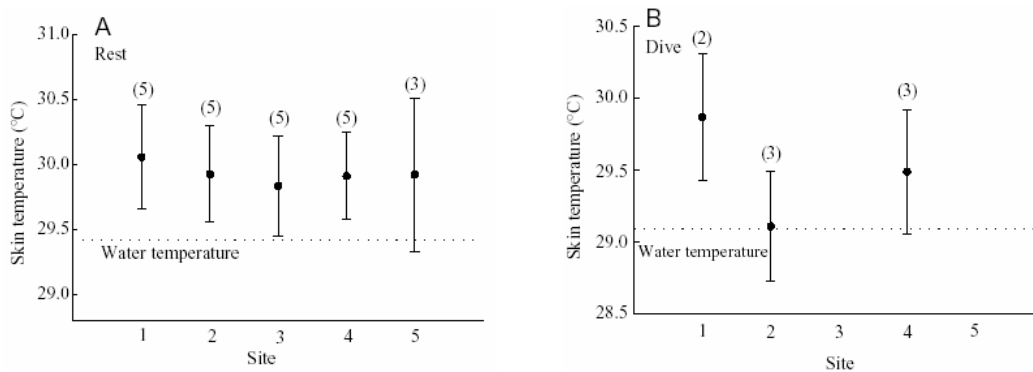 A
Rest
Skin temperature (°C)
31.0
30.5
30.0
29.5
29.0
(5)
(5)
(5)
(5)
(3)
Water temperature
1 2 3 4 5
Site
B
Dive
Skin temperature (°C)
30.5
30.0
29.5
29.0
28.5
(2)
(3)
(3)
Water temperature
1 2 3 4 5
Site